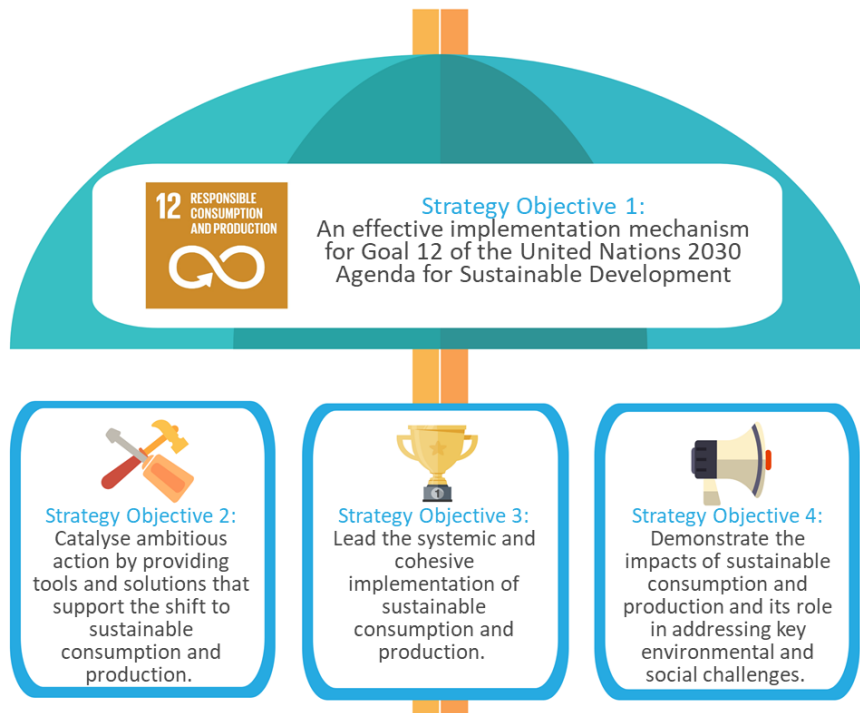 12 RESPONSIBLE
CONSUMPTION
AND PRODUCTION
Strategy Objective 1:
An effective implementation mechanism
for Goal 12 of the United Nations 2030
Agenda for Sustainable Development
Strategy Objective 2:
Catalyse ambitious
action by providing
tools and solutions that
support the shift to
sustainable
consumption and
production.
1
Strategy Objective 3:
Lead the systemic and
cohesive
implementation of
sustainable
consumption and
production.
Strategy Objective 4:
Demonstrate the
impacts of sustainable
consumption and
production and its role
in addressing key
environmental and
social challenges.